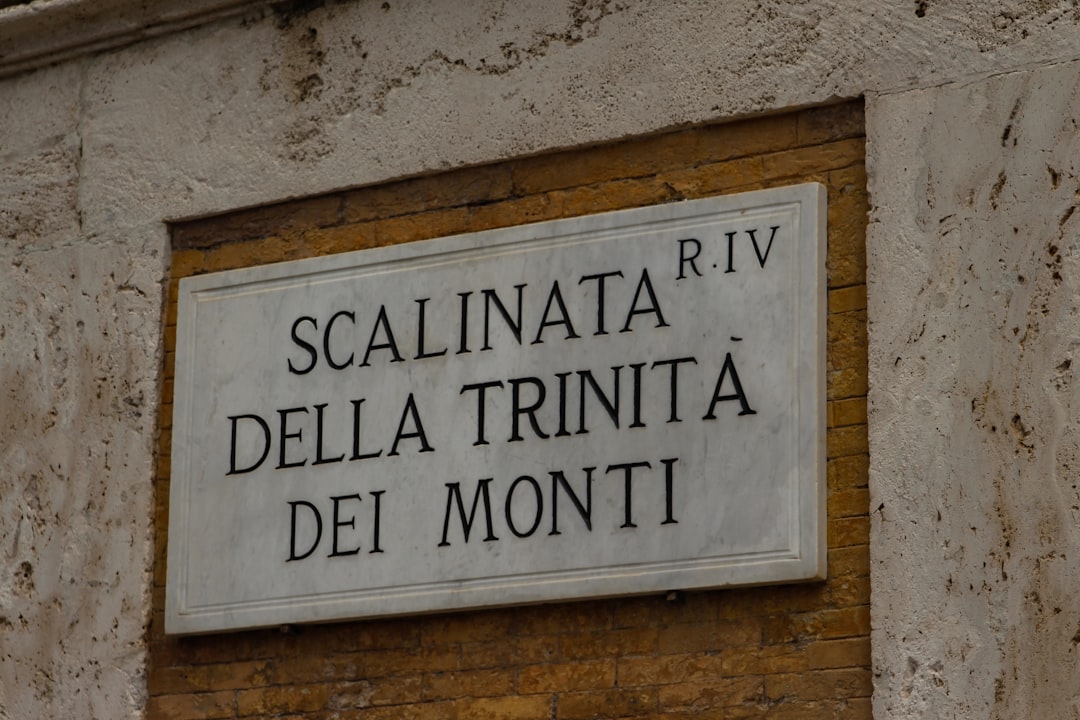 SCALINATA R.IV
DELLA TRINITÀ
DEI MONTI